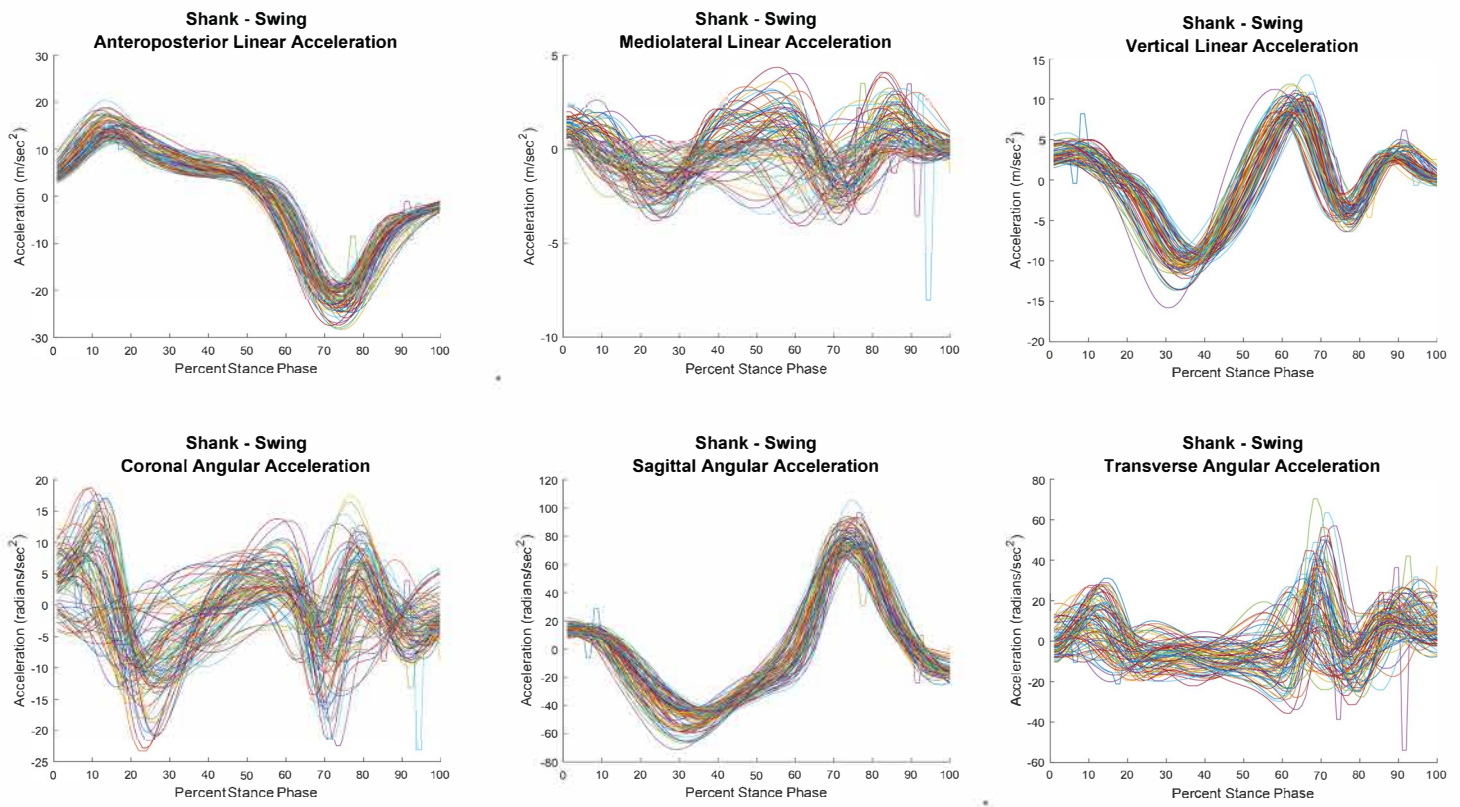 Shank - Swing
Anteroposterior Linear Acceleration
30
20
10
0
-10
-20
-30
Acceleration (m/sec2)
0 10 20 30 40 50 60 70 80 90 100
Percent Stance Phase
Shank - Swing
Mediolateral Linear Acceleration
5
0
-5
-10
Acceleration (m/sec2)
0 10 20 30 40 50 60 70 80 90 100
Percent Stance Phase
Shank - Swing
Vertical Linear Acceleration
15
10
5
0
-5
-10
-15
-20
Acceleration (m/sec2)
0 10 20 30 40 50 60 70 80 90 100
Percent Stance Phase
Shank - Swing
Coronal Angular Acceleration
20
15
10
5
0
-5
-10
-15
-20
-25
Acceleration (radians/sec2)
0 10 20 30 40 50 60 70 80 90 100
Percent Stance Phase
Shank - Swing
Sagittal Angular Acceleration
120
100
80
60
40
20
0
-20
-40
-60
-80
Acceleration (radians/sec2)
0 10 20 30 40 50 60 70 80 90 100
Percent Stance Phase
Shank - Swing
Transverse Angular Acceleration
80
60
40
20
0
-20
-40
-60
Acceleration (radians/sec2)
0 10 20 30 40 50 60 70 80 90 100
Percent Stance Phase